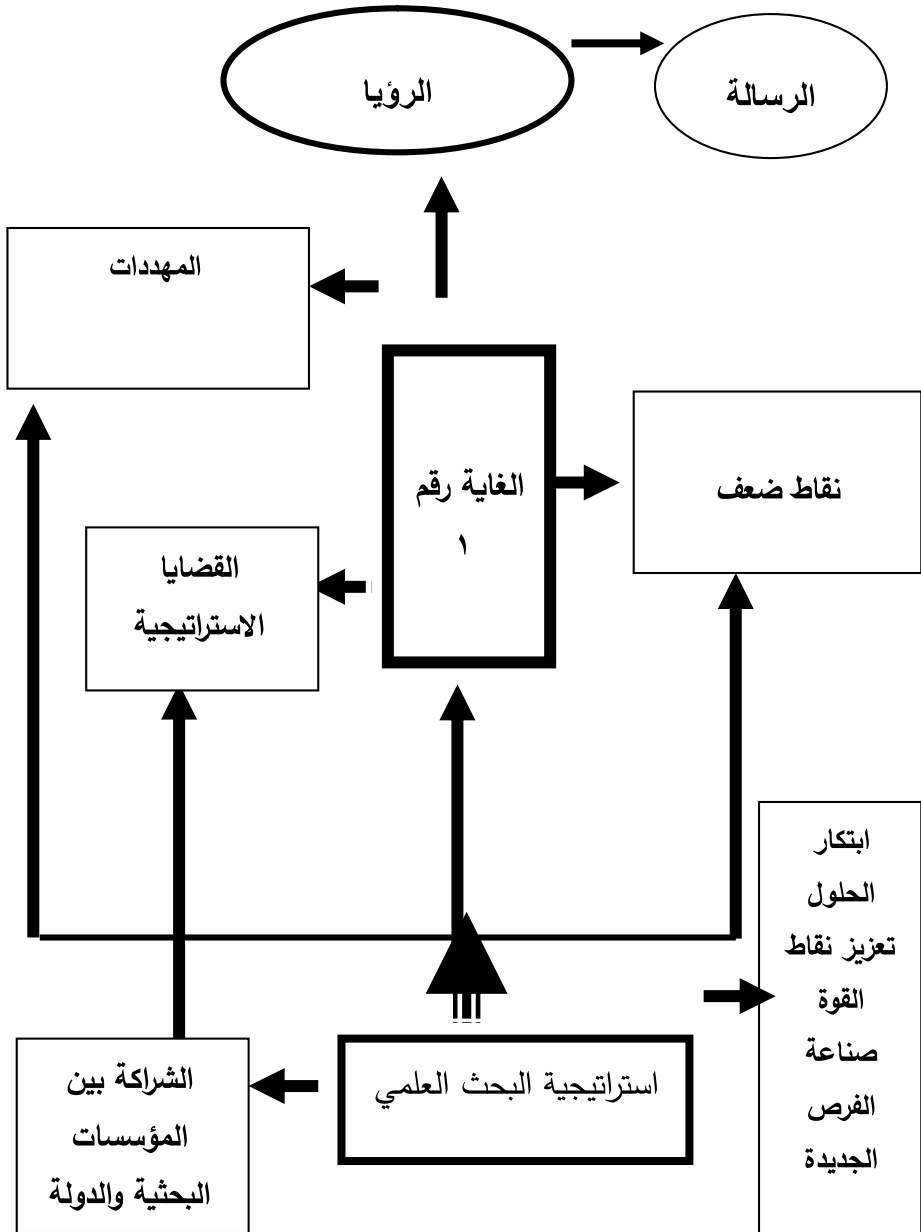 الرؤيا
الرسالة
المهددات
الغاية رقم
١
نقاط ضعف
القضايا
الاستراتيجية
ابتكار
الحلول
تعزيز نقاط
القوة
صناعة
الفرص
الجديدة
استراتيجية البحث العلمي
الشراكة بين
المؤسسات
البحثية والدولة